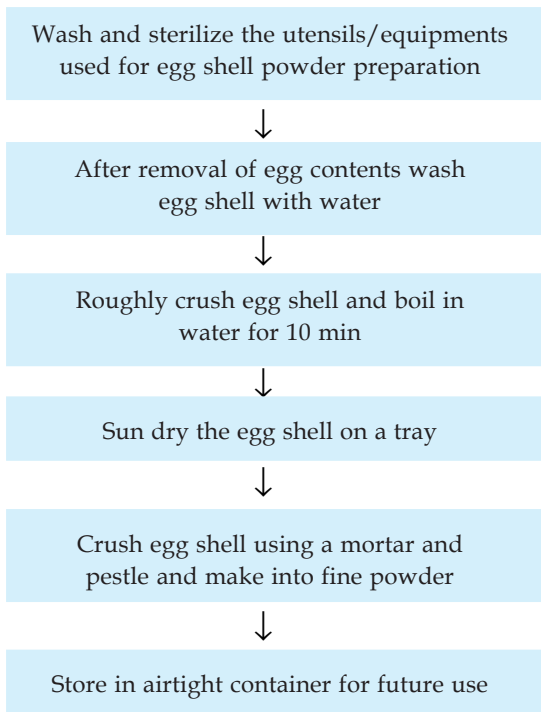 Wash and sterilize the utensils/equipments
used for egg shell powder preparation
After removal of egg contents wash
egg shell with water
Roughly crush egg shell and boil in
water for 10 min
Sun dry the egg shell on a tray
Crush egg shell using a mortar and
pestle and make into fine powder
Store in airtight container for future use